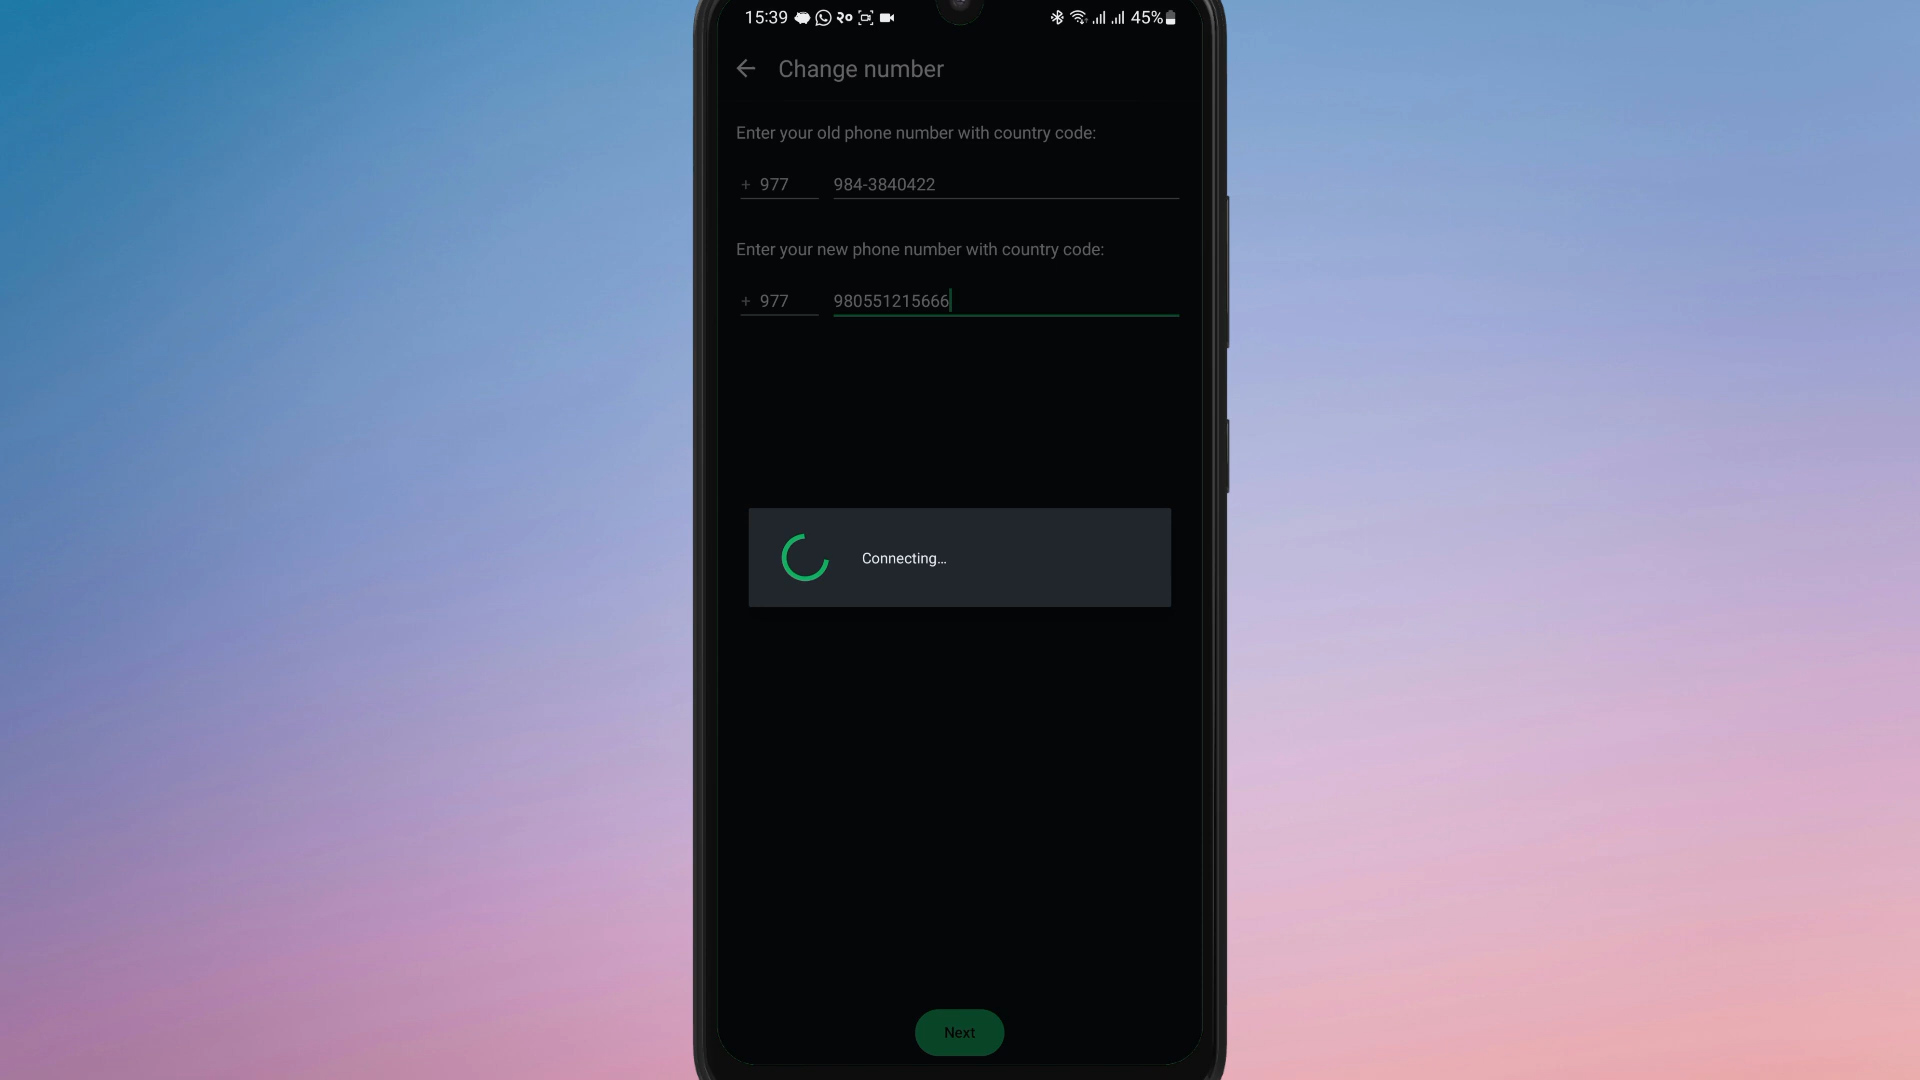 15:39 २० 45%
Change number
Enter your old phone number with country code:
+ 977 984-3840422
Enter your new phone number with country code:
+ 977 980551215666
Connecting...
Next